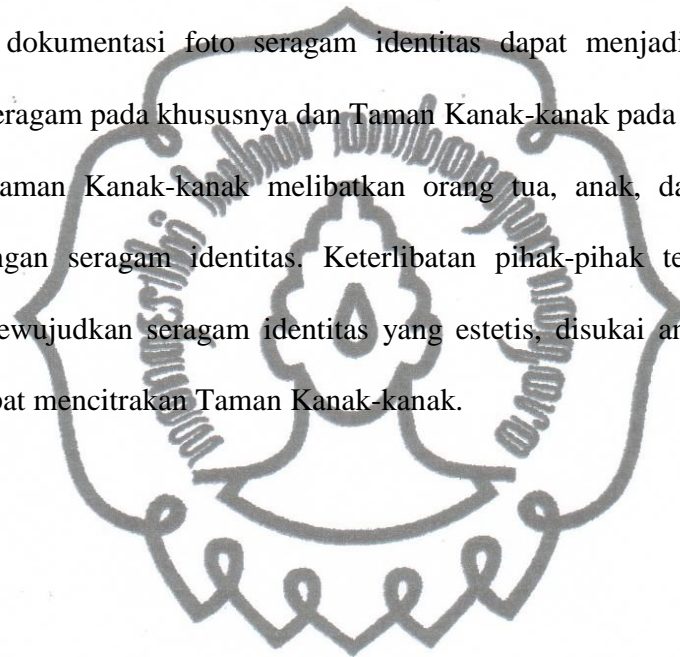 dokumentasi foto seragam identitas dapat menjadi
eragam pada khususnya dan Taman Kanak-kanak pada
aman Kanak-kanak melibatkan orang tua, anak, da
ngan seragam identitas. Keterlibatan pihak-pihak te
ewujudkan seragam identitas yang estetis, disukai an
pat mencitrakan Taman Kanak-kanak.